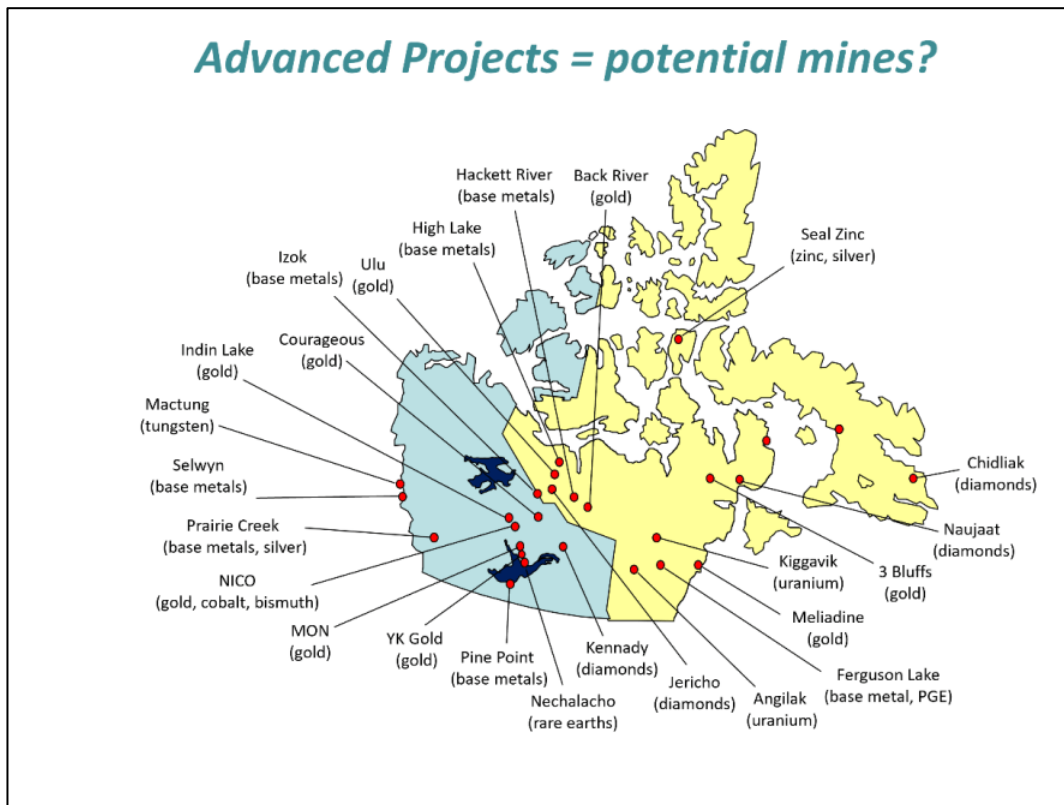 Advanced Projects = potential mines?
Hackett River
(base metals)
Back River
(gold)
High Lake
(base metals)
Seal Zinc
(zinc, silver)
Izok
(base metals)
Ulu
(gold)
Courageous
(gold)
Indin Lake
(gold)
Mactung
(tungsten)
Selwyn
(base metals)
Prairie Creek
(base metals, silver)
NICO
(gold, cobalt, bismuth)
MON
(gold)
YK Gold
(gold)
Pine Point
(base metals)
Nechalacho
(rare earths)
Kennady
(diamonds)
Jericho
(diamonds)
Angilak
(uranium)
Ferguson Lake
(base metal, PGE)
Meliadine
(gold)
Kiggavik
(uranium)
3 Bluffs
(gold)
Naujaat
(diamonds)
Chidliak
(diamonds)